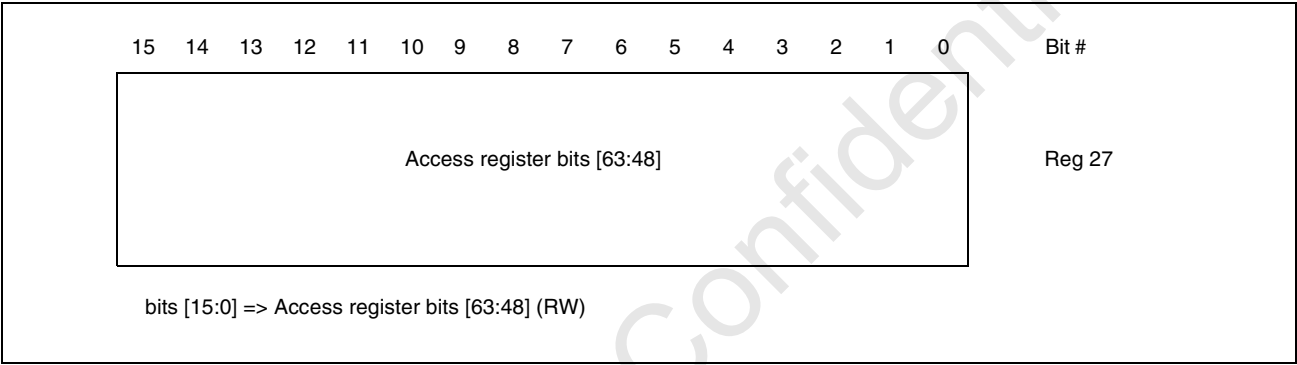 15 14 13 12 11 10 9 8 7 6 5 4 3 2 1 0 Bit #
Access register bits [63:48] Reg 27
bits [15:0] => Access register bits [63:48] (RW)
Confident